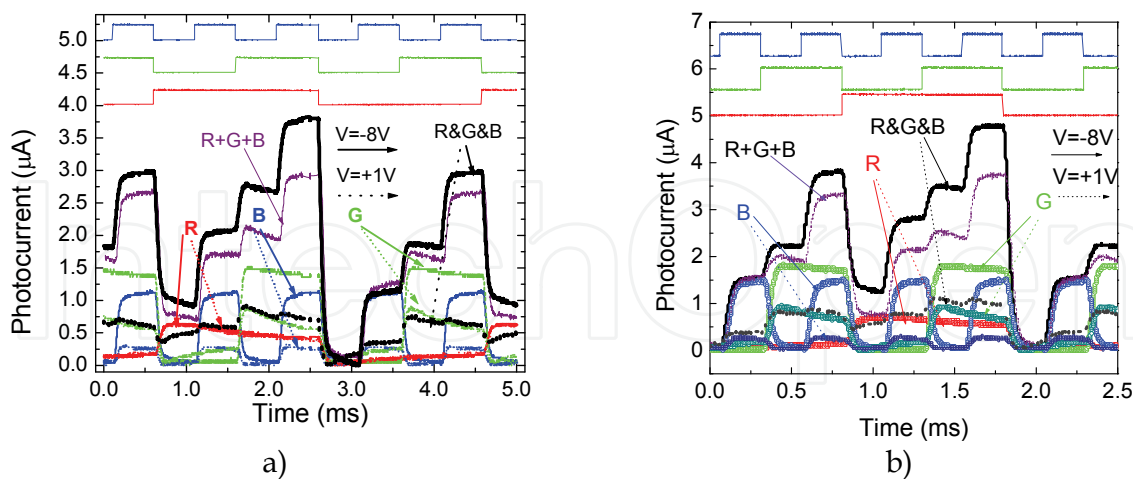 5.0
4.5
4.0
3.5
3.0
2.5
2.0
1.5
1.0
0.5
0.0
Photocurrent (μA)
R+G+B
V=-8V
R&G&B
V=+1V
R
B
G
0.0 1.0 2.0 3.0 4.0 5.0
Time (ms)
a)
7
6
5
4
3
2
1
0
Photocurrent (μA)
R+G+B
R&G&B
V=-8V
V=+1V
B
R
G
0.0 0.5 1.0 1.5 2.0 2.5
Time (ms)
b)